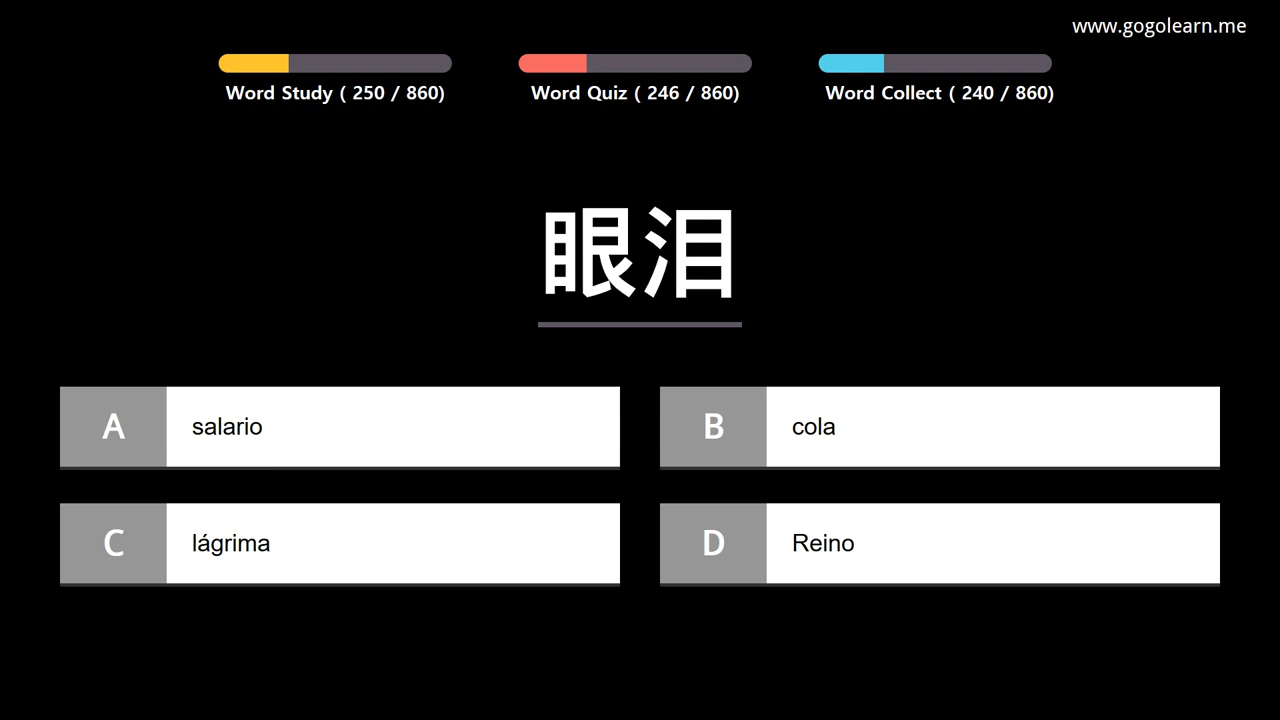 www.gogolearn.me
Word Study ( 250 / 860)
Word Quiz ( 246 / 860)
Word Collect ( 240 / 860)
眼泪
A salario
B cola
C lágrima
D Reino